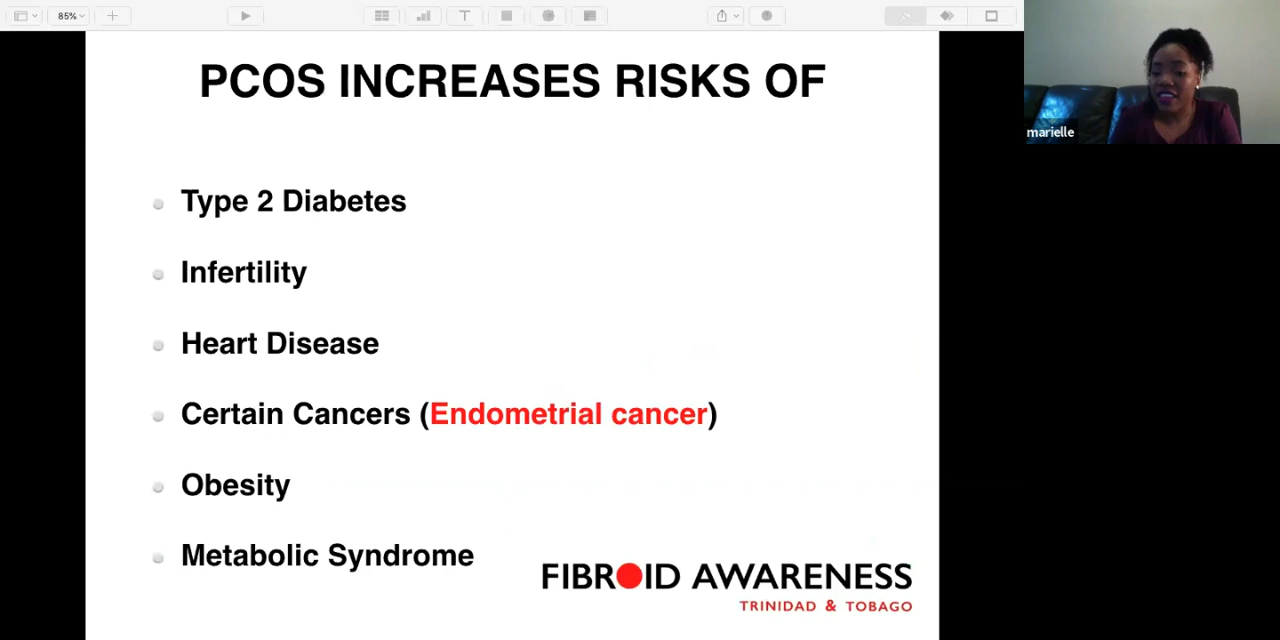 85%
PCOS INCREASES RISKS OF
marielle
Type 2 Diabetes
Infertility
Heart Disease
Certain Cancers (Endometrial cancer)
Obesity
Metabolic Syndrome
FIBROID AWARENESS
TRINIDAD & TOBAGO